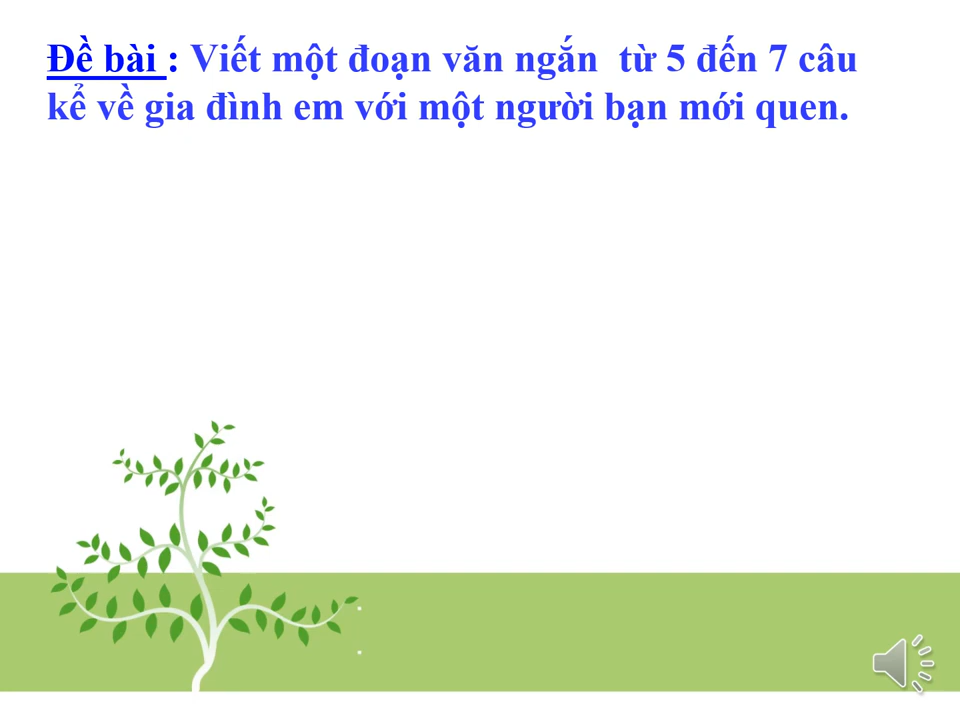 Đề bài : Viết một đoạn văn ngắn từ 5 đến 7 câu
kể về gia đình em với một người bạn mới quen.